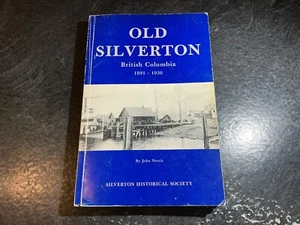 OLD
SILVERTON
British Columbia
1891 - 1930
By John Norris
SILVERTON HISTORICAL SOCIETY